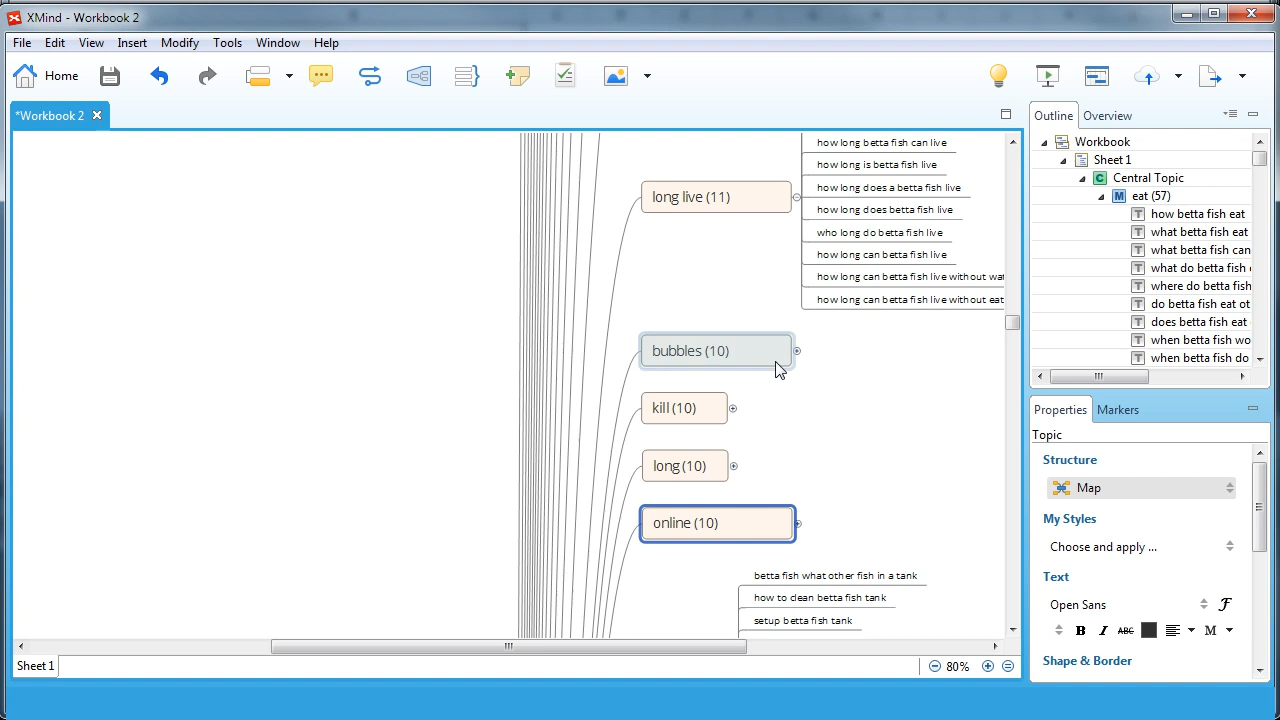 XMind - Workbook 2
File Edit View Insert Modify Tools Window Help
Home
*Workbook 2
how long betta fish can live
how long is betta fish live
long live (11)
how long does a betta fish live
how long does betta fish live
who long do betta fish live
how long can betta fish live
how long can betta fish live without wat
how long can betta fish live without eat
bubbles (10)
kill (10)
long (10)
online (10)
betta fish what other fish in a tank
how to clean betta fish tank
setup betta fish tank
Sheet 1
80%
Outline Overview
Workbook
Sheet 1
C Central Topic
M eat (57)
T how betta fish eat
T what betta fish eat
T what betta fish can
T what do betta fish
T where do betta fish
T do betta fish eat ot
T does betta fish eat
T when betta fish wo
T when betta fish do
Properties Markers
Topic
Structure
Map
My Styles
Choose and apply ...
Text
Open Sans
B I ABC M
Shape & Border